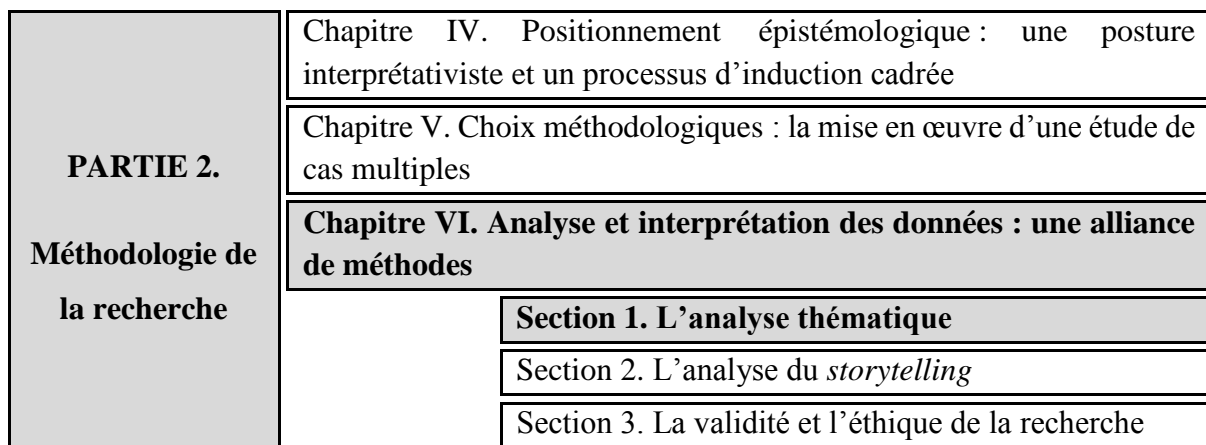 PARTIE 2.
Méthodologie de
la recherche
Chapitre IV. Positionnement épistémologique : une posture
interprétativiste et un processus d’induction cadrée
Chapitre V. Choix méthodologiques : la mise en œuvre d’une étude de
cas multiples
Chapitre VI. Analyse et interprétation des données : une alliance
de méthodes
Section 1. L’analyse thématique
Section 2. L’analyse du storytelling
Section 3. La validité et l’éthique de la recherche